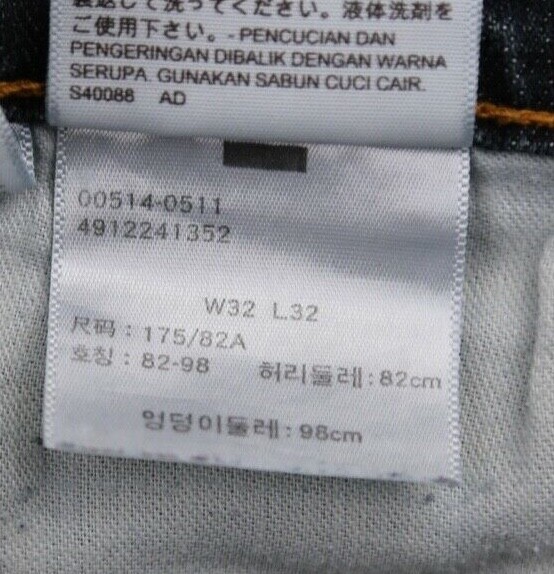 裏返して洗ってください。液体洗剤を
ご使用下さい。- PENCUCIAN DAN
PENGERINGAN DIBALIK DENGAN WARNA
SERUPA. GUNAKAN SABUN CUCI CAIR.
S40088 AD
00514-0511
4912241352
W32 L32
尺码 : 175/82A
호칭 : 82-98 허리둘레 : 82cm
엉덩이둘레 : 98cm